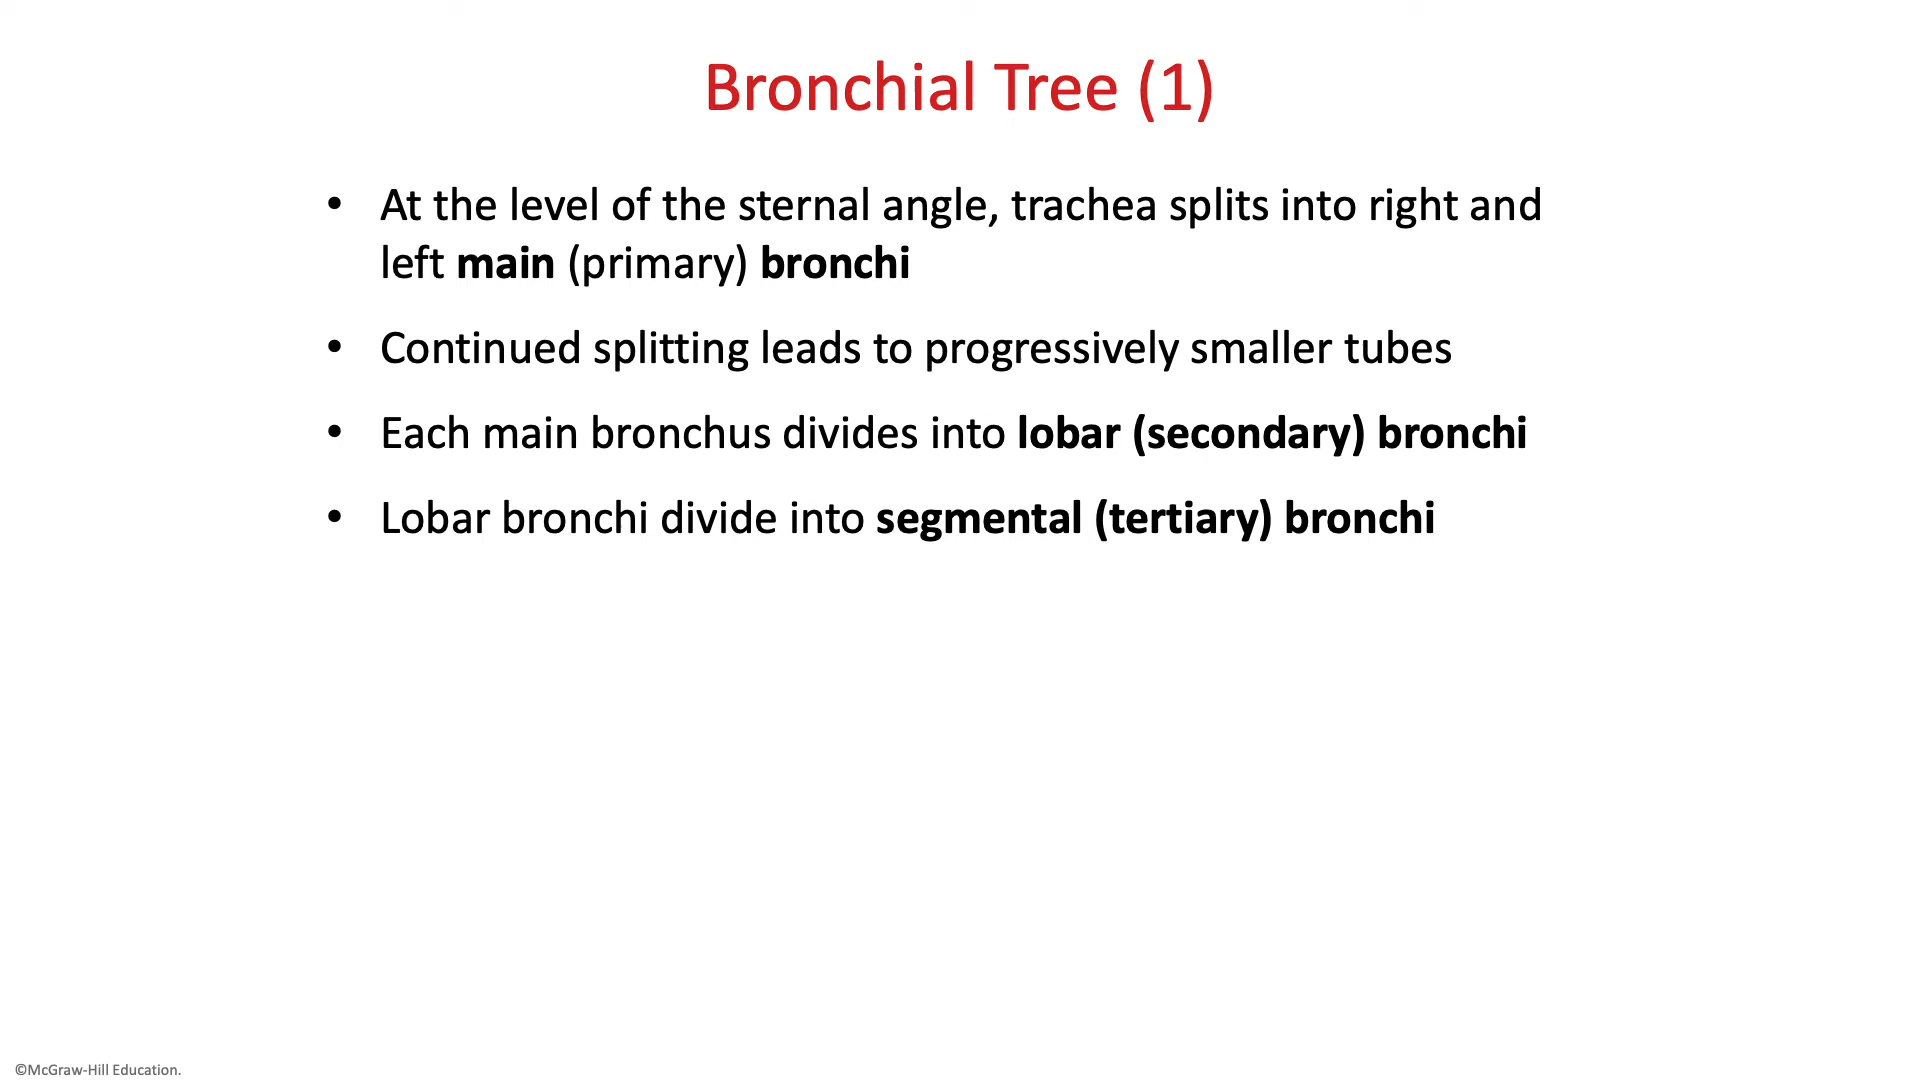 Bronchial Tree (1)
• At the level of the sternal angle, trachea splits into right and
left main (primary) bronchi
• Continued splitting leads to progressively smaller tubes
• Each main bronchus divides into lobar (secondary) bronchi
• Lobar bronchi divide into segmental (tertiary) bronchi
©McGraw-Hill Education.